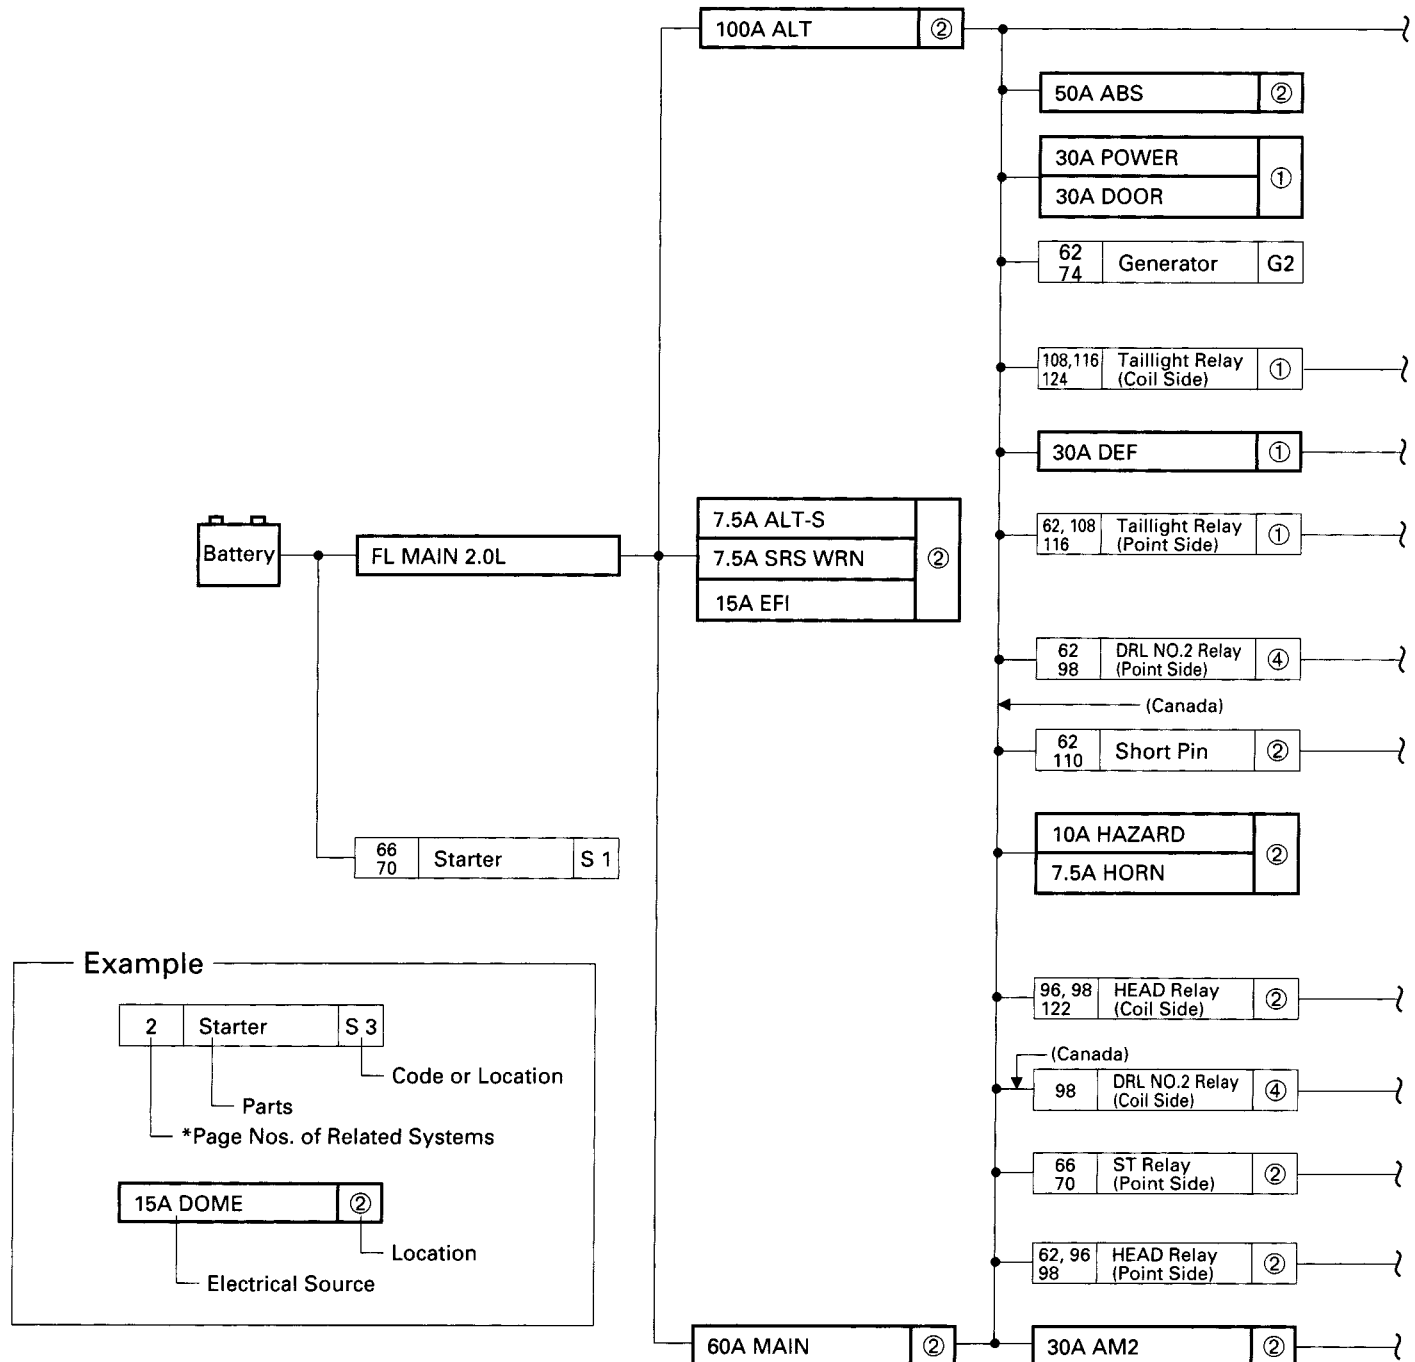 100A ALT ②
50A ABS ②
30A POWER
30A DOOR
①
62
74
Generator
G2
108,116
124
Taillight Relay
(Coil Side)
①
30A DEF ①
62, 108
116
Taillight Relay
(Point Side)
①
7.5A ALT-S
7.5A SRS WRN
15A EFI
②
Battery
FL MAIN 2.0L
62
98
DRL NO.2 Relay
(Point Side)
④
(Canada)
62
110
Short Pin
②
10A HAZARD
7.5A HORN
②
66
70
Starter
S 1
96, 98
122
HEAD Relay
(Coil Side)
②
(Canada)
98
DRL NO.2 Relay
(Coil Side)
④
66
70
ST Relay
(Point Side)
②
62, 96
98
HEAD Relay
(Point Side)
②
60A MAIN ②
30A AM2 ②
Example
2 Starter S 3
Code or Location
Parts
*Page Nos. of Related Systems
15A DOME ②
Location
Electrical Source